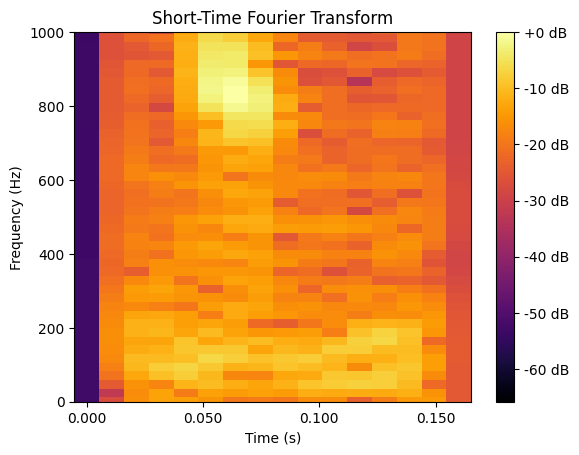 Short-Time Fourier Transform
1000
800
600
400
200
0
Frequency (Hz)
0.000
0.050
0.100
0.150
Time (s)
+0 dB
-10 dB
-20 dB
-30 dB
-40 dB
-50 dB
-60 dB